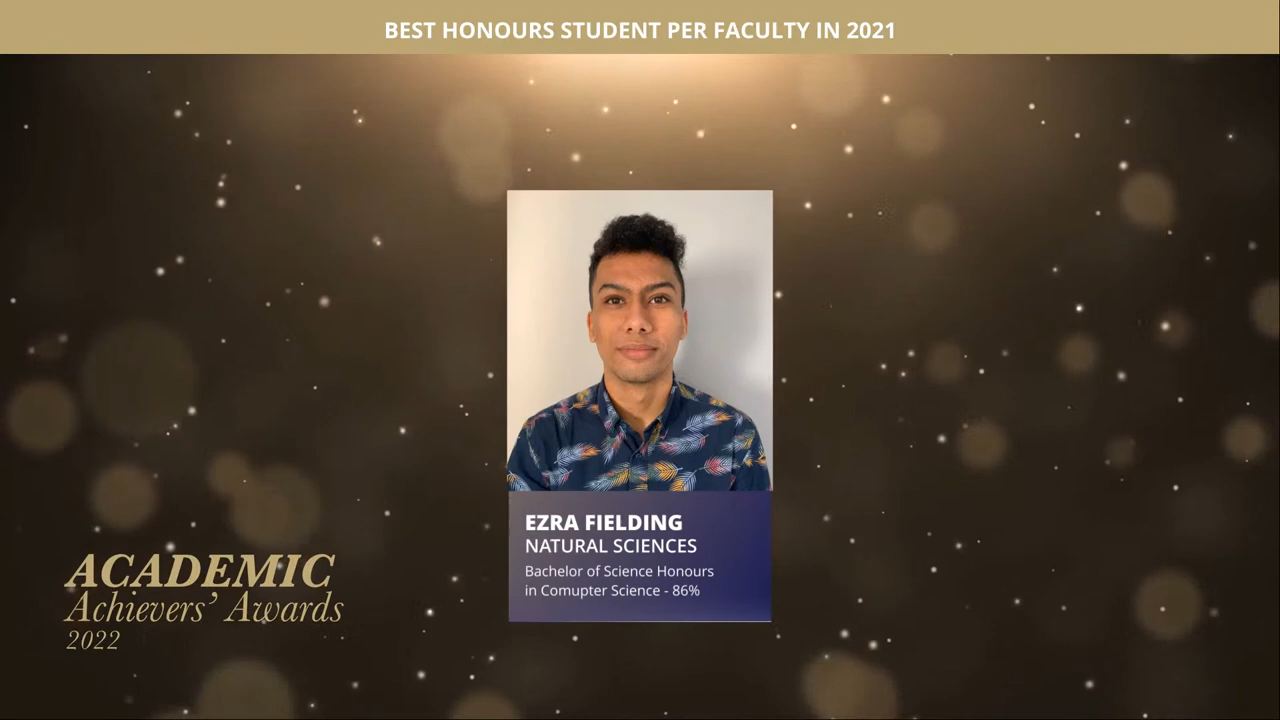 BEST HONOURS STUDENT PER FACULTY IN 2021
EZRA FIELDING
NATURAL SCIENCES
Bachelor of Science Honours
in Comupter Science - 86%
ACADEMIC
Achievers' Awards
2022